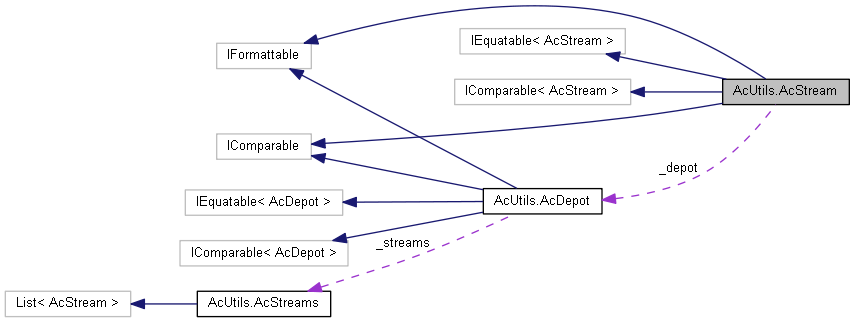 IFormattable
IEquatable< AcStream >
IComparable< AcStream >
AcUtils.AcStream
IComparable
_depot
IEquatable< AcDepot >
AcUtils.AcDepot
IComparable< AcDepot >
_streams
List< AcStream >
AcUtils.AcStreams